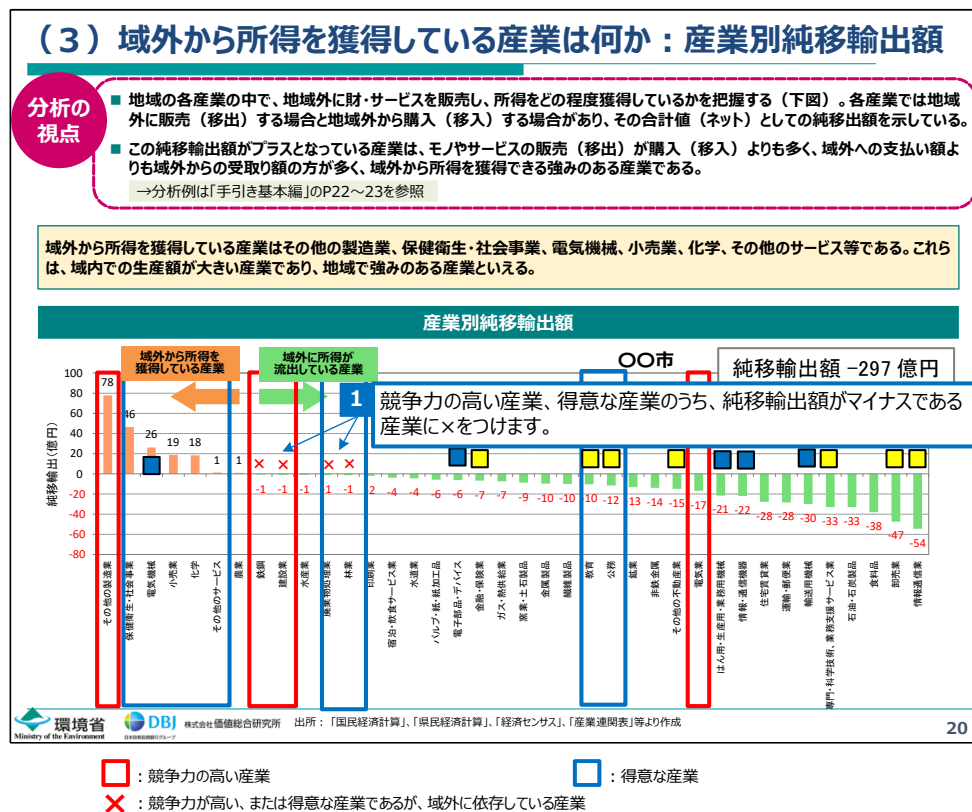 （３）域外から所得を獲得している産業は何か：産業別純移輸出額
分析の
視点
■ 地域の各産業の中で、地域外に財・サービスを販売し、所得をどの程度獲得しているかを把握する（下図）。各産業では地域
外に販売（移出）する場合と地域外から購入（移入）する場合があり、その合計値（ネット）としての純移出額を示している。
■ この純移輸出額がプラスとなっている産業は、モノやサービスの販売（移出）が購入（移入）よりも多く、域外への支払い額よ
りも域外からの受取り額の方が多く、域外から所得を獲得できる強みのある産業である。
→分析例は「手引き基本編」のP22～23を参照
域外から所得を獲得している産業はその他の製造業、保健衛生・社会事業、電気機械、小売業、化学、その他のサービス等である。これら
は、域内での生産額が大きい産業であり、地域で強みのある産業といえる。
産業別純移輸出額
域外から所得を
獲得している産業
域外に所得が
流出している産業
〇〇市
純移輸出額 -297 億円
1
競争力の高い産業、得意な産業のうち、純移輸出額がマイナスである
産業に×をつけます。
純移輸出（億円）
100
80
60
40
20
0
-20
-40
-60
-80
78
46
26
19
18
1
1
-1
-1
-1
-1
-1
2
-4
-4
-6
-6
-7
-7
-9
-10
-10
10
-12
13
-14
-15
-17
-21
-22
-28
-28
-30
-33
-33
-38
-47
-54
その他の製造業
保健衛生・社会事業
電気機械
小売業
化学
その他のサービス
農業
鉄鋼
建設業
水産業
廃棄物処理業
林業
印刷業
宿泊・飲食サービス業
水道業
パルプ・紙・紙加工品
電子部品・デバイス
金融・保険業
ガス・熱供給業
窯業・土石製品
金属製品
繊維製品
教育
公務
鉱業
非鉄金属
その他の不動産業
電気業
はん用・生産用・業務用機械
情報・通信機器
住宅賃貸業
運輸・郵便業
輸送用機械
専門・科学技術、業務支援サービス業
石油・石炭製品
食料品
卸売業
情報通信業
環境省
Ministry of the Environment
DBJ
日本政策投資銀行グループ
株式会社価値総合研究所
出所：「国民経済計算」、「県民経済計算」、「経済センサス」、「産業連関表」等より作成
20
：競争力の高い産業
：得意な産業
×：競争力が高い、または得意な産業であるが、域外に依存している産業